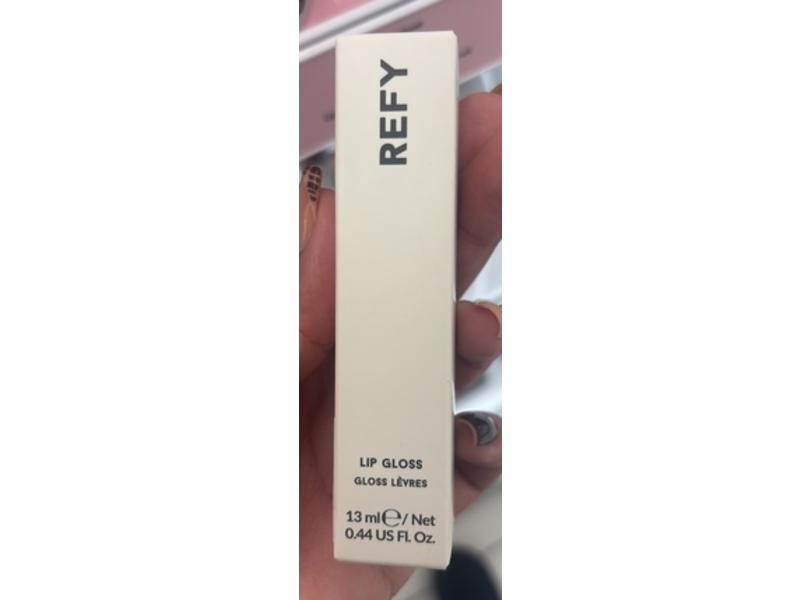 REFY
LIP GLOSS
GLOSS LÈVRES
13 ml℮/ Net
0.44 US Fl. Oz.